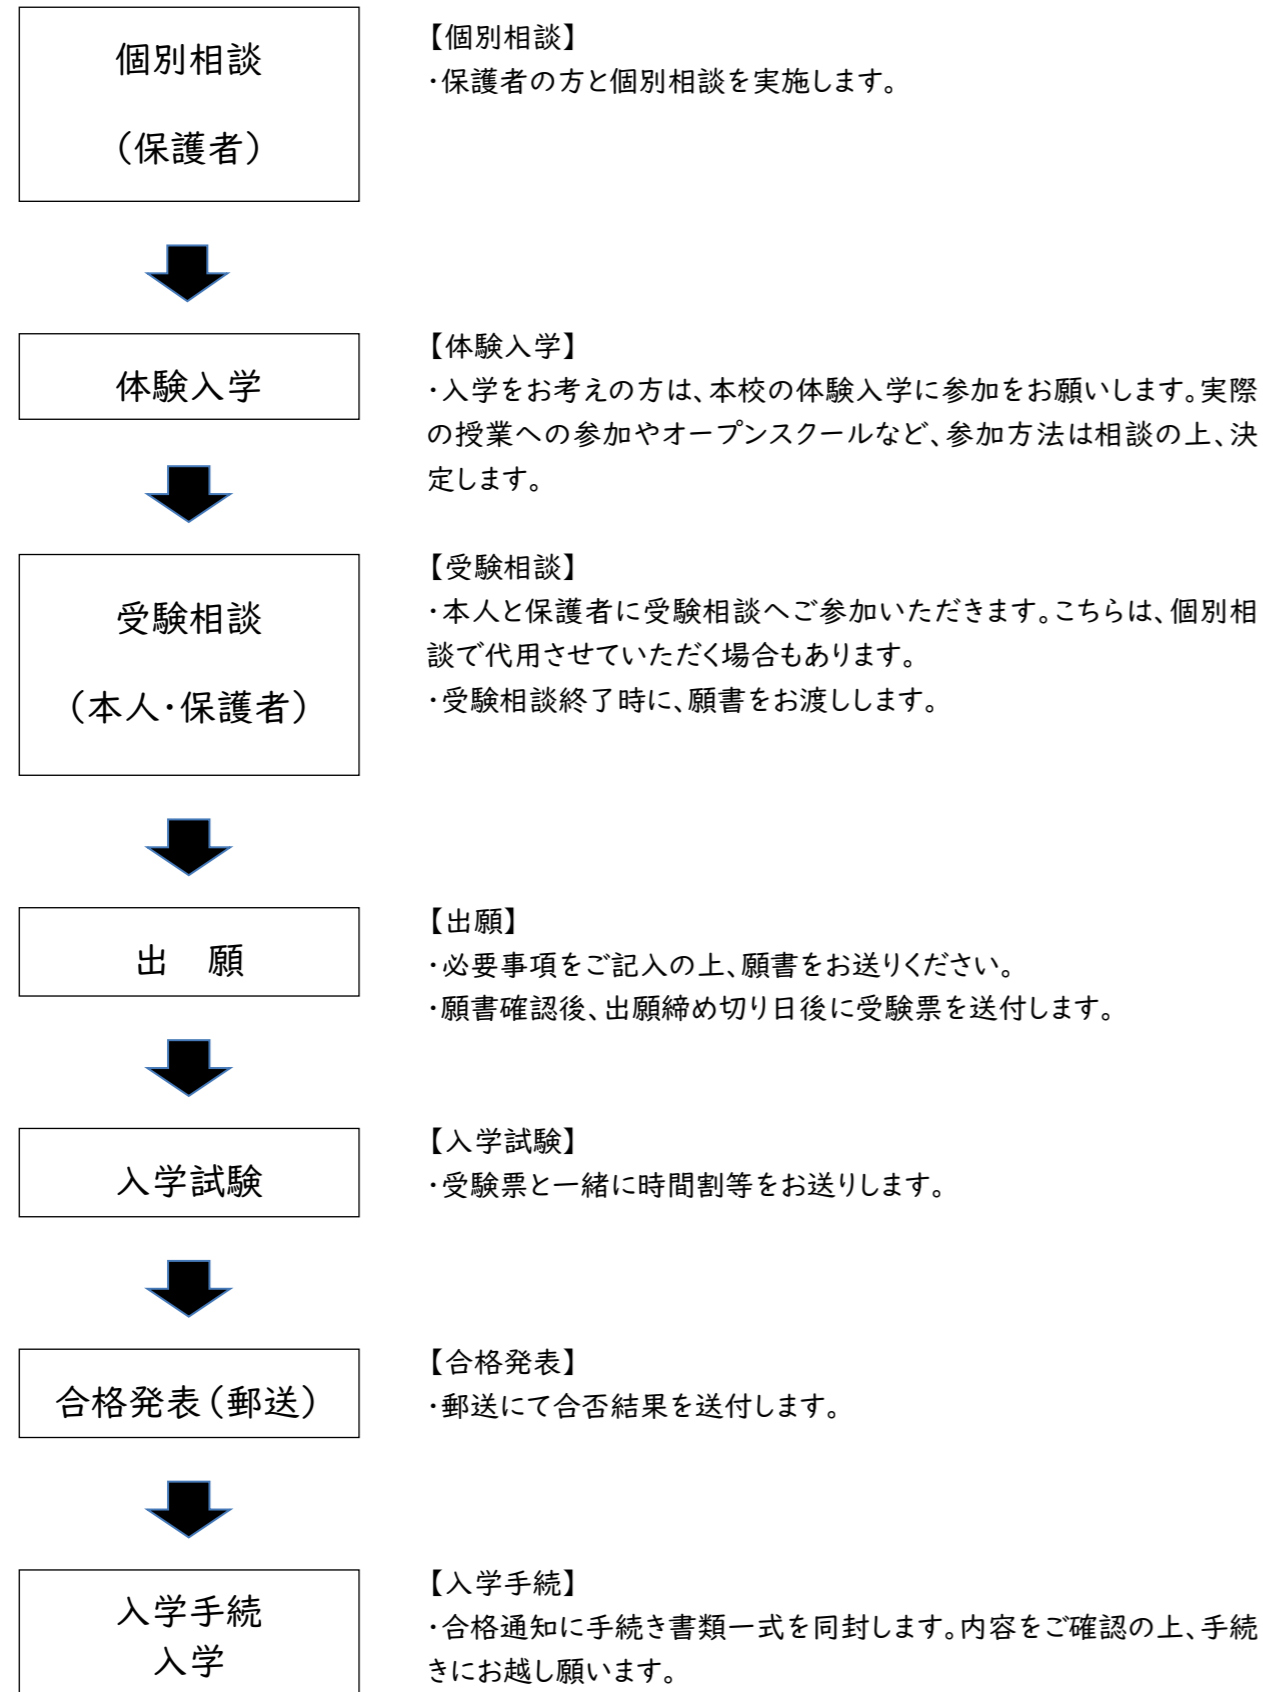 個別相談
（保護者）
【個別相談】
・保護者の方と個別相談を実施します。
体験入学
【体験入学】
・入学をお考えの方は、本校の体験入学に参加をお願いします。実際
の授業への参加やオープンスクールなど、参加方法は相談の上、決
定します。
受験相談
（本人・保護者）
【受験相談】
・本人と保護者に受験相談へご参加いただきます。こちらは、個別相
談で代用させていただく場合もあります。
・受験相談終了時に、願書をお渡しします。
出　願
【出願】
・必要事項をご記入の上、願書をお送りください。
・願書確認後、出願締め切り日後に受験票を送付します。
入学試験
【入学試験】
・受験票と一緒に時間割等をお送りします。
合格発表（郵送）
【合格発表】
・郵送にて合否結果を送付します。
入学手続
入学
【入学手続】
・合格通知に手続き書類一式を同封します。内容をご確認の上、手続
きにお越し願います。